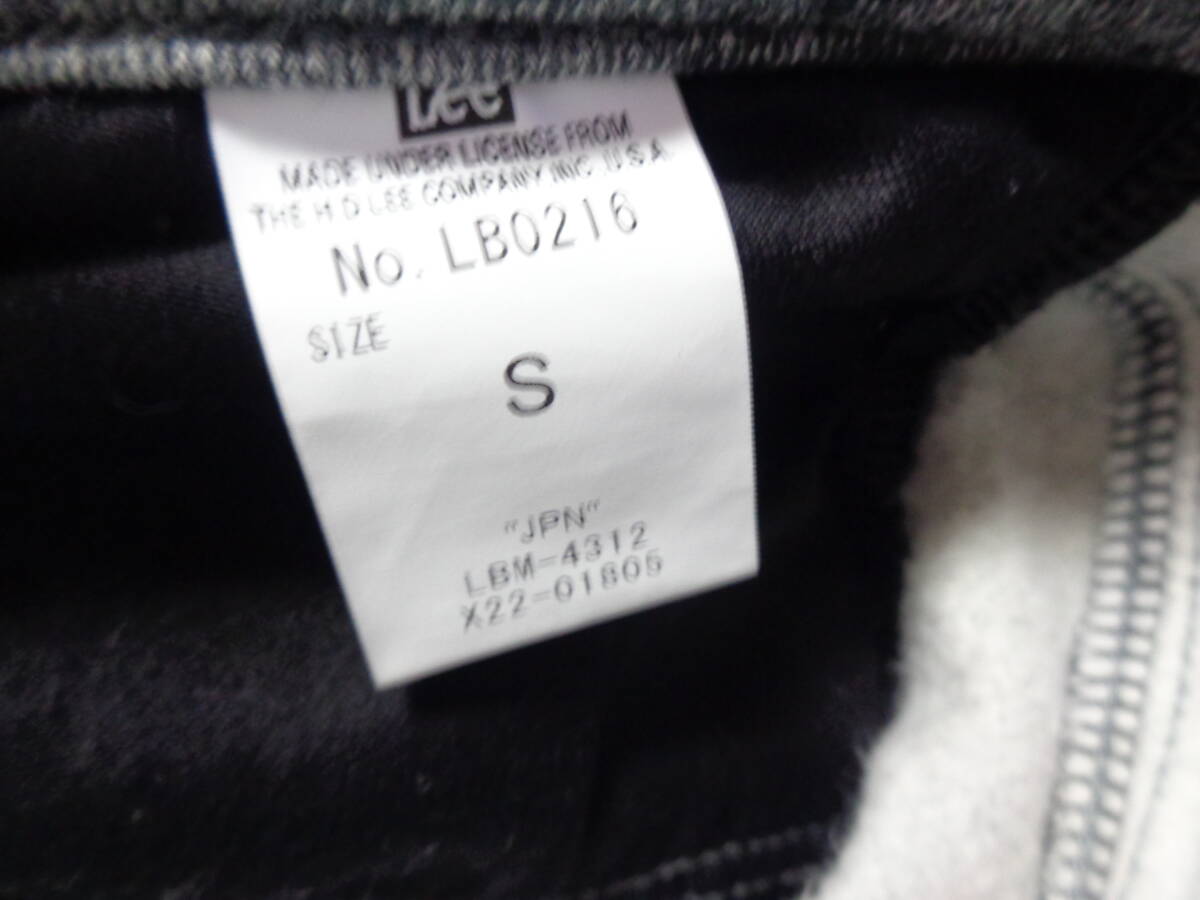 Lee
MADE UNDER LICENSE FROM
THE H D LEE COMPANY, INC., U.S.A.
No. LB0216
SIZE
S
"JPN"
LBM-4312
X22-01805